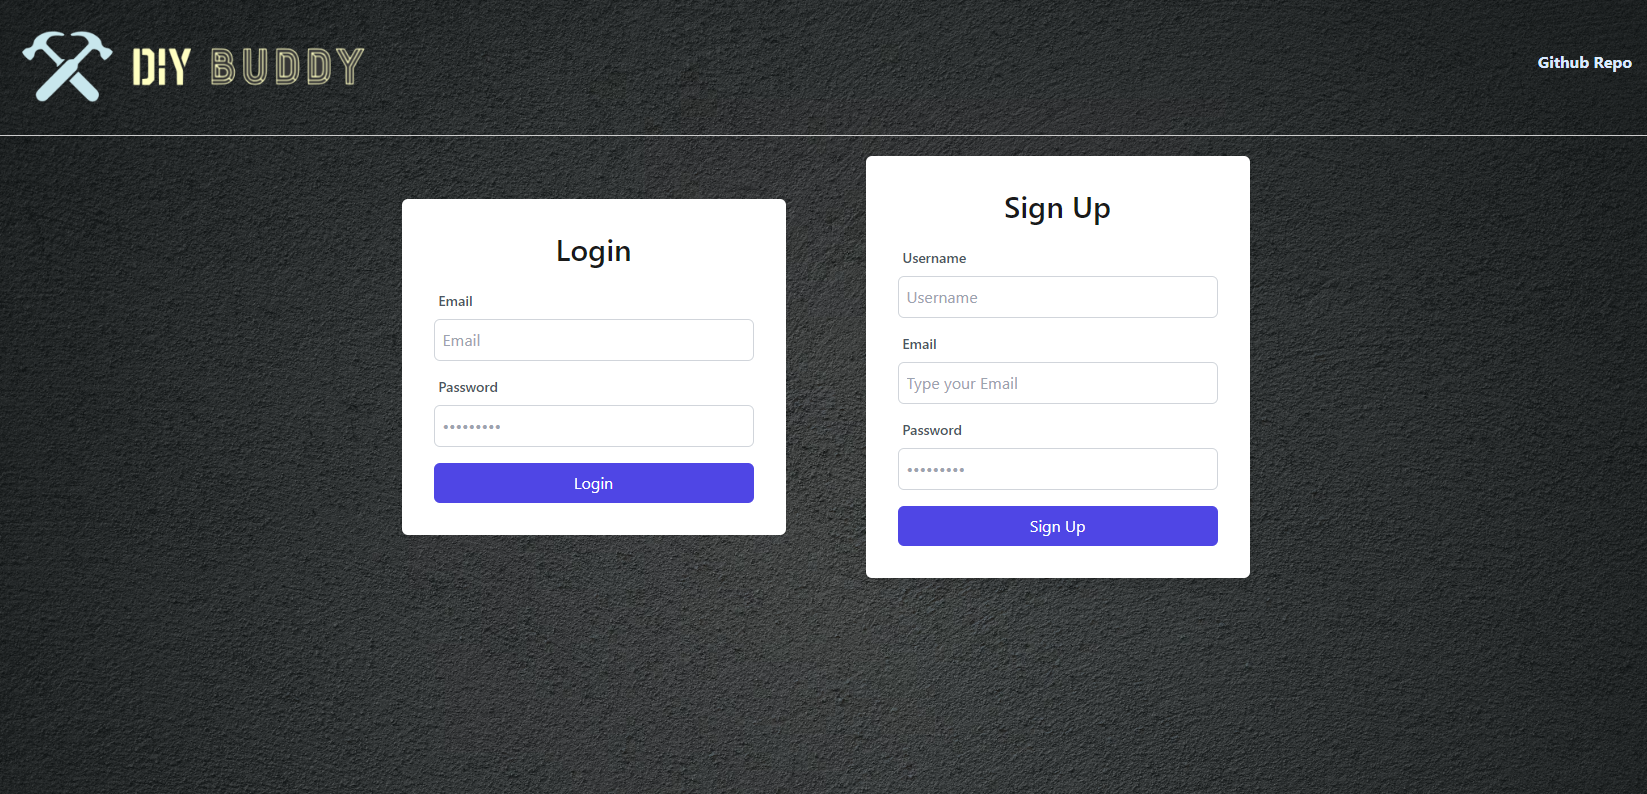 DIY BUDDY
Github Repo
Login
Email
Email
Password
•••••••••
Login
Sign Up
Username
Username
Email
Type your Email
Password
•••••••••
Sign Up